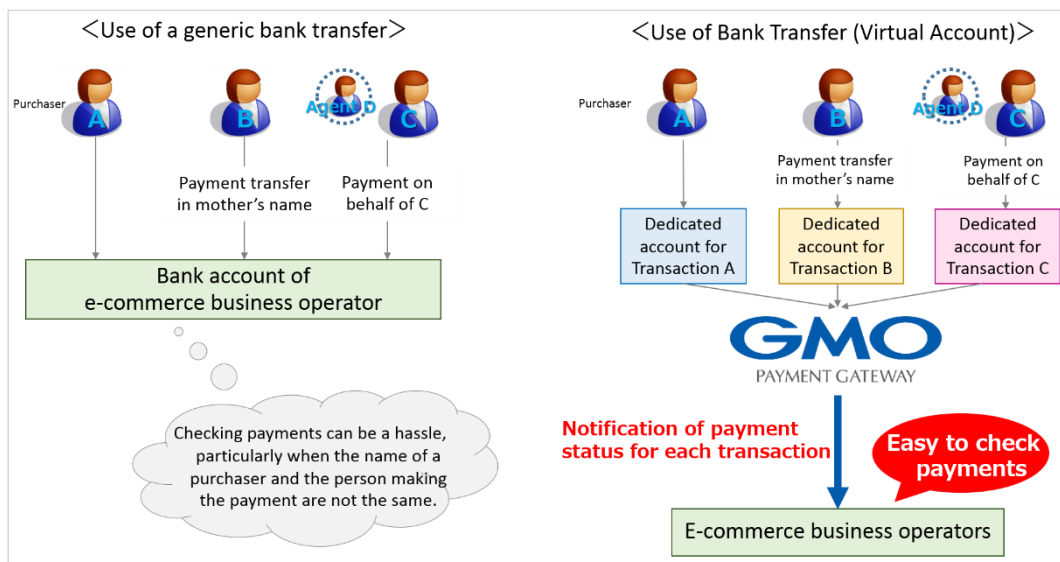 ＜Use of a generic bank transfer＞
Purchaser
A
B
Agent D
C
Payment transfer
in mother's name
Payment on
behalf of C
Bank account of
e-commerce business operator
Checking payments can be a hassle,
particularly when the name of a
purchaser and the person making
the payment are not the same.
＜Use of Bank Transfer (Virtual Account)＞
Purchaser
A
B
Agent D
C
Payment transfer
in mother's name
Payment on
behalf of C
Dedicated
account for
Transaction A
Dedicated
account for
Transaction B
Dedicated
account for
Transaction C
GMO
PAYMENT GATEWAY
Notification of payment
status for each transaction
Easy to check
payments
E-commerce business operators